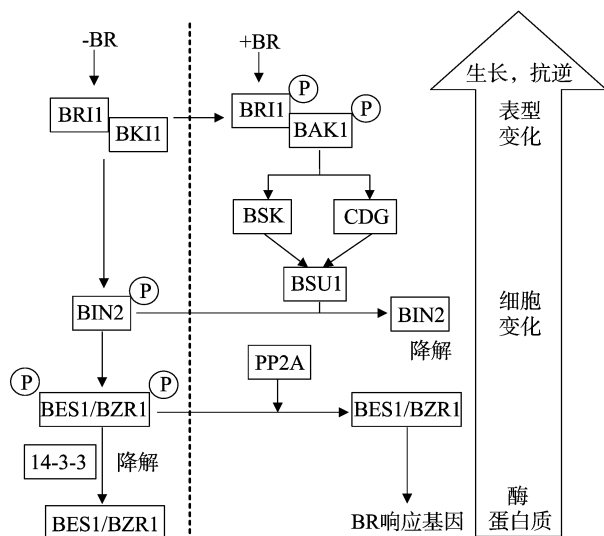 -BR
+BR
BRI1
BKI1
BRI1
P
BAK1
P
BSK
CDG
BSU1
BIN2
P
BIN2
降解
PP2A
P
P
BES1/BZR1
BES1/BZR1
14-3-3
降解
BES1/BZR1
BR响应基因
生长，抗逆
表型
变化
细胞
变化
酶
蛋白质